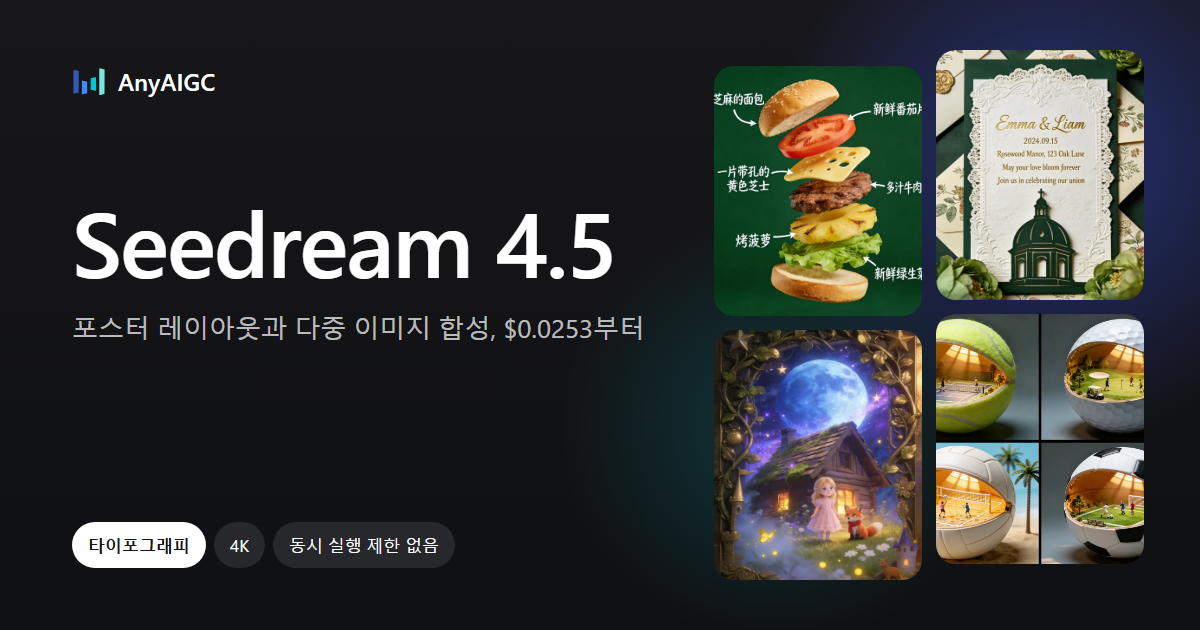 AnyAIGC
Seedream 4.5
포스터 레이아웃과 다중 이미지 합성, $0.0253부터
타이포그래피
4K
동시 실행 제한 없음
芝麻的面包
新鲜番茄片
一片带孔的
黄色芝士
多汁牛肉
烤菠萝
新鲜绿生菜
Emma & Liam
2024.09.15
Rosewood Manor, 123 Oak Lane
May your love bloom forever
Join us in celebrating our union